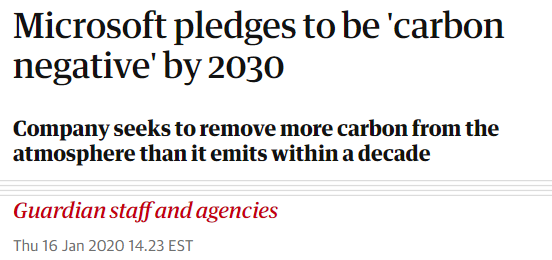 Microsoft pledges to be 'carbon
negative' by 2030
Company seeks to remove more carbon from the
atmosphere than it emits within a decade
Guardian staff and agencies
Thu 16 Jan 2020 14.23 EST